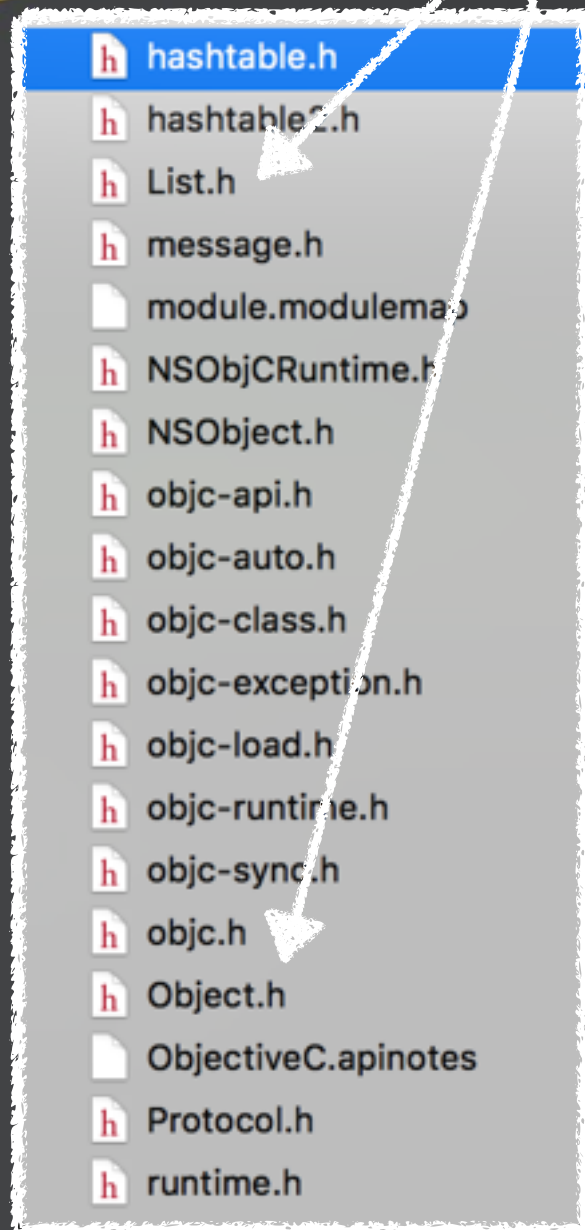 hashtable.h
hashtable2.h
List.h
message.h
module.modulemap
NSObjCRuntime.h
NSObject.h
objc-api.h
objc-auto.h
objc-class.h
objc-exception.h
objc-load.h
objc-runtime.h
objc-sync.h
objc.h
Object.h
ObjectiveC.apinotes
Protocol.h
runtime.h